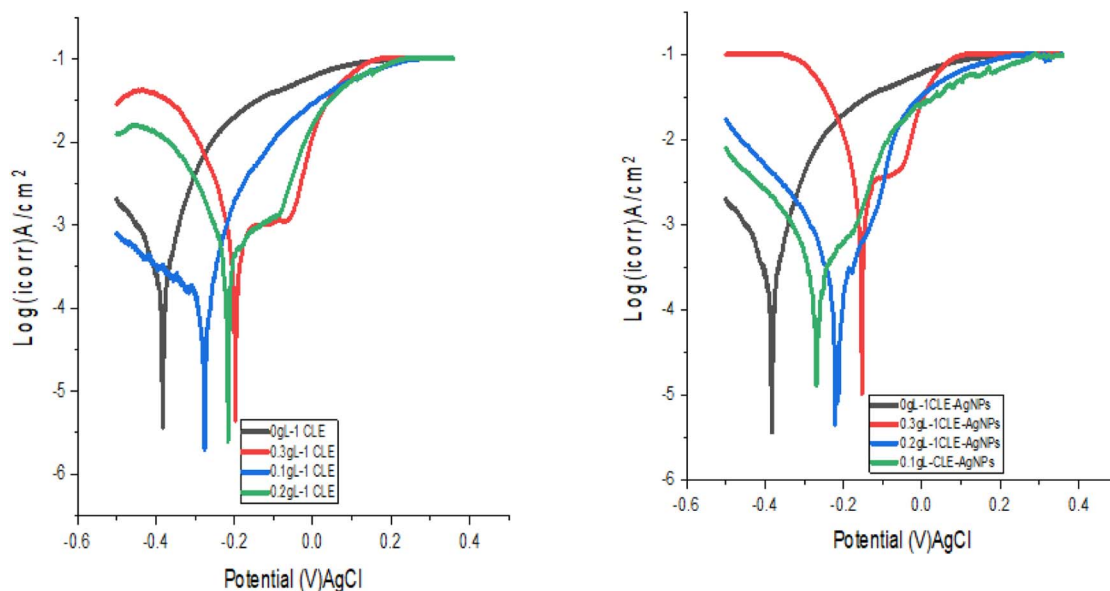 -1
-2
-3
-4
-5
-6
Log(icorr)A/cm²
-0.6
-0.4
-0.2
0.0
0.2
0.4
Potential (V)AgCl
0gL-1 CLE
0.3gL-1 CLE
0.1gL-1 CLE
0.2gL-1 CLE
-1
-2
-3
-4
-5
-6
Log(icorr)A/cm²
-0.6
-0.4
-0.2
0.0
0.2
0.4
Potential (V)AgCl
0gL-1CLE-AgNPs
0.3gL-1CLE-AgNPs
0.2gL-1CLE-AgNPs
0.1gL-CLE-AgNPs